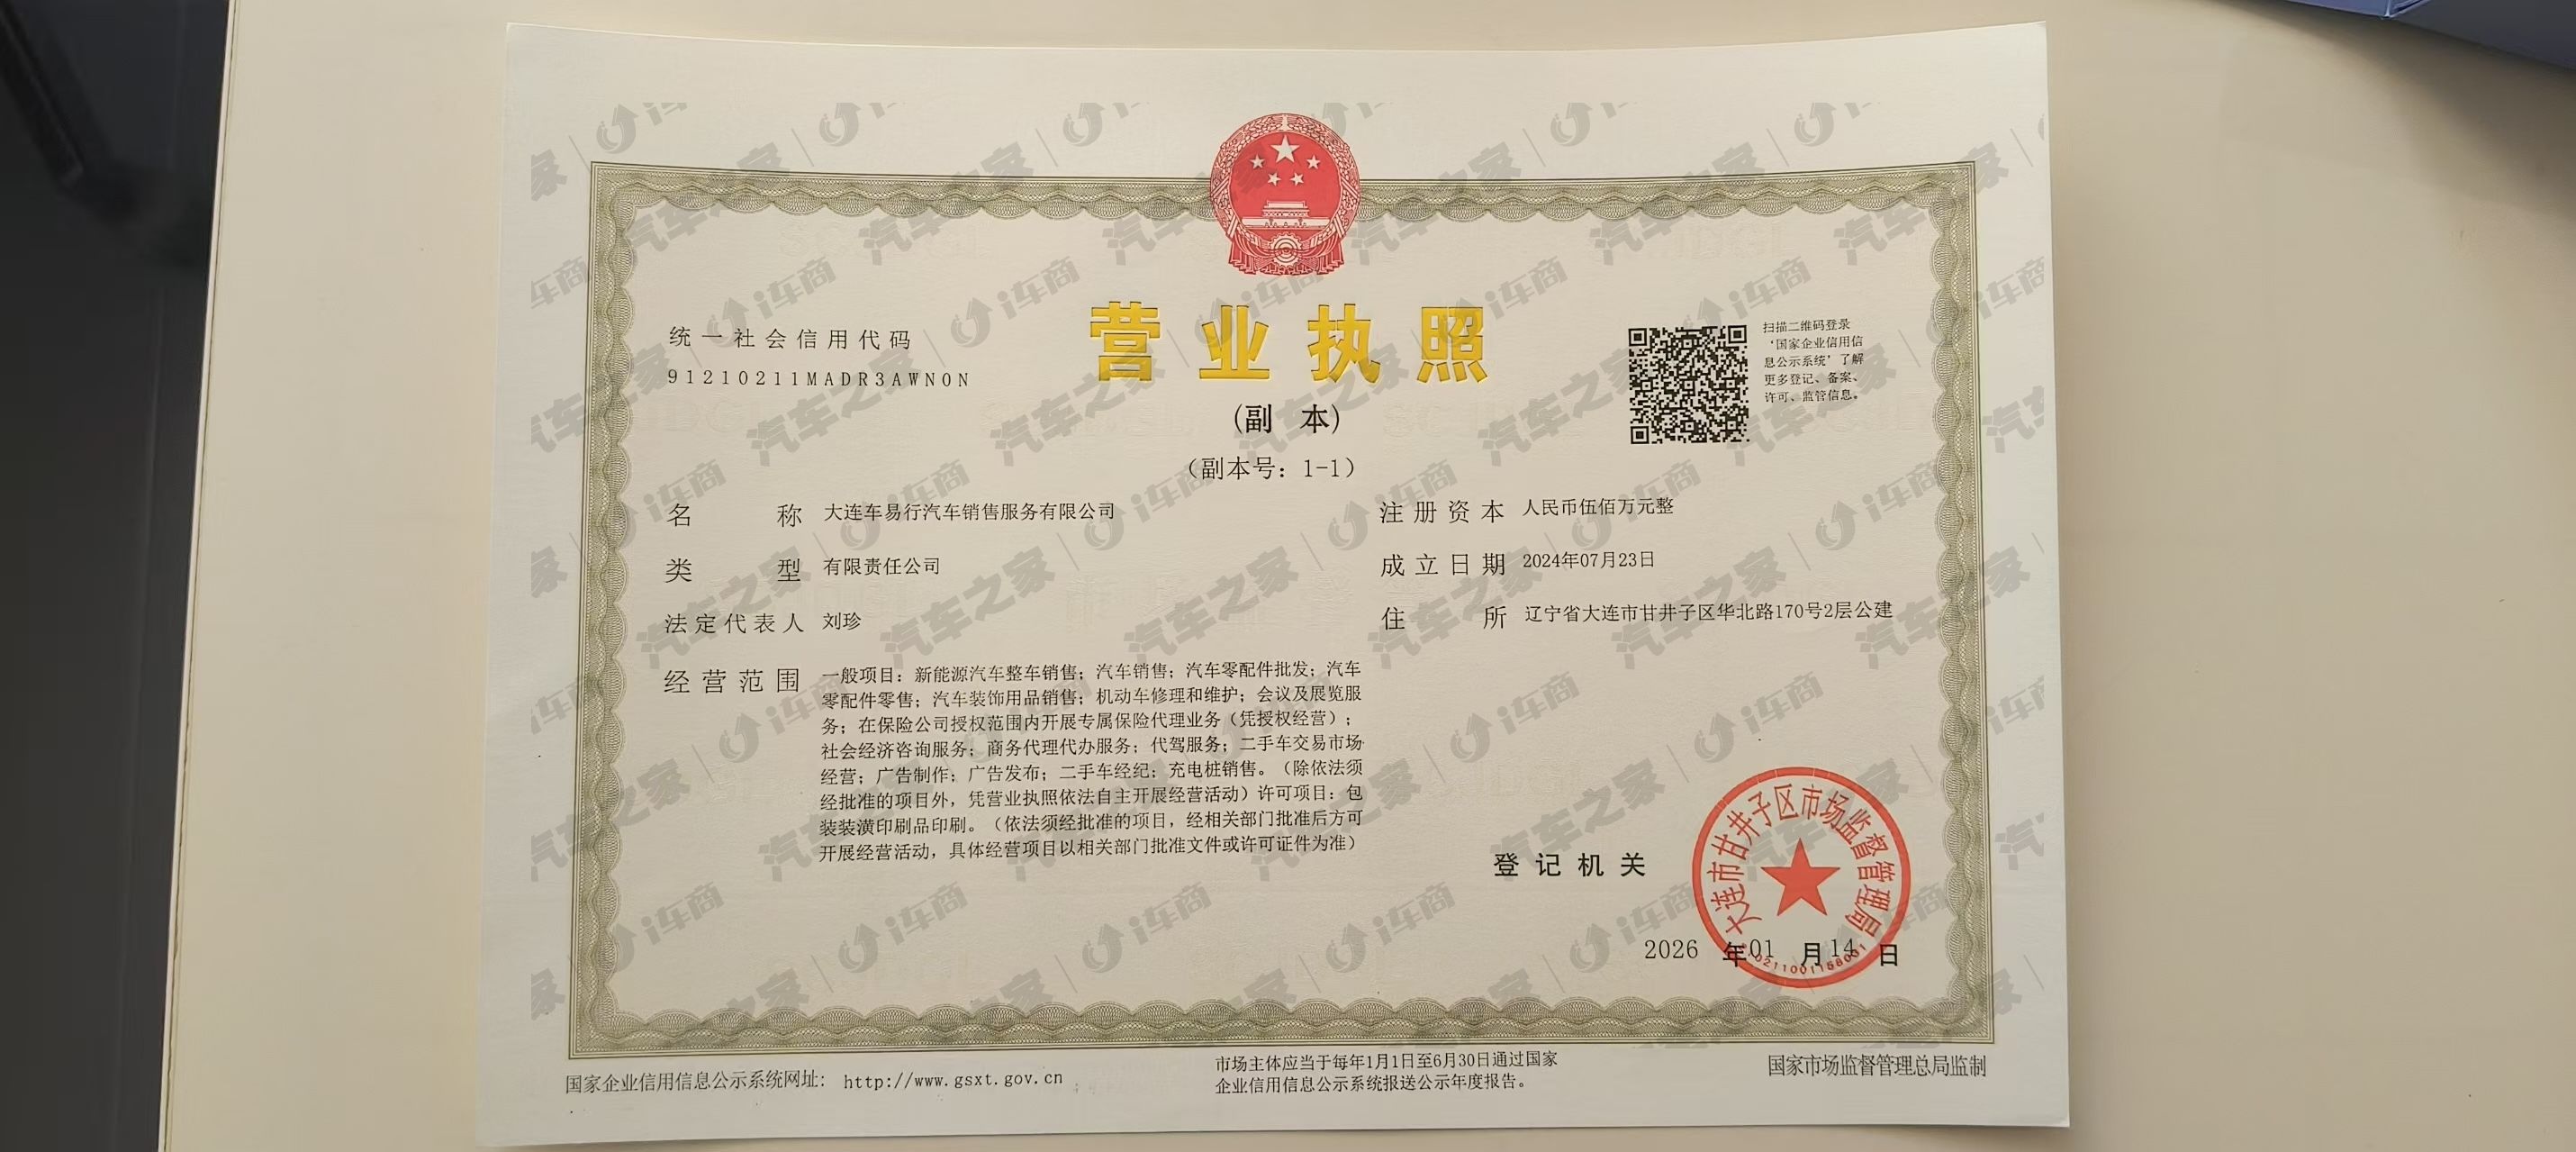 统一社会信用代码
91210211MADR3AWN0N
营业执照
(副 本)
（副本号：1-1）
扫描二维码登录
‘国家企业信用信
息公示系统’了解
更多登记、备案、
许可、监管信息。
名 称 大连车易行汽车销售服务有限公司
类 型 有限责任公司
法定代表人 刘珍
经营范围 一般项目：新能源汽车整车销售；汽车销售；汽车零配件批发；汽车
零配件零售；汽车装饰用品销售；机动车修理和维护；会议及展览服
务；在保险公司授权范围内开展专属保险代理业务（凭授权经营）；
社会经济咨询服务；商务代理代办服务；代驾服务；二手车交易市场
经营；广告制作；广告发布；二手车经纪；充电桩销售。（除依法须
经批准的项目外，凭营业执照依法自主开展经营活动）许可项目：包
装装潢印刷品印刷。（依法须经批准的项目，经相关部门批准后方可
开展经营活动，具体经营项目以相关部门批准文件或许可证件为准）
注册资本 人民币伍佰万元整
成立日期 2024年07月23日
住 所 辽宁省大连市甘井子区华北路170号2层公建
登记机关
大连市甘井子区市场监督管理局
2026 年 01 月 14 日
国家企业信用信息公示系统网址： http://www.gsxt.gov.cn
市场主体应当于每年1月1日至6月30日通过国家
企业信用信息公示系统报送公示年度报告。
国家市场监督管理总局监制
汽车之家 | i车商